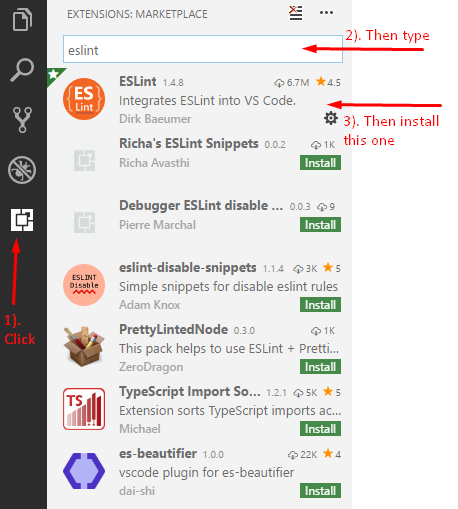 EXTENSIONS: MARKETPLACE
eslint
2). Then type
ES
Lint
ESLint 1.4.8 6.7M 4.5
Integrates ESLint into VS Code.
Dirk Baeumer
3). Then install
this one
Richa's ESLint Snippets 0.0.2 1K
Richa Avasthi Install
Debugger ESLint disable ... 0.0.3 9
Pierre Marchal Install
1).
Click
ESLINT
Disable
eslint-disable-snippets 1.1.4 3K 5
Simple snippets for disable eslint rules
Adam Knox Install
PrettyLintedNode 0.3.0 1K
This pack helps to use ESLint + Pretti...
ZeroDragon Install
TS
TypeScript Import So... 1.2.1 5K 5
Extension sorts TypeScript imports ac...
Michael Install
es-beautifier 1.0.0 22K 4
vscode plugin for es-beautifier
dai-shi Install